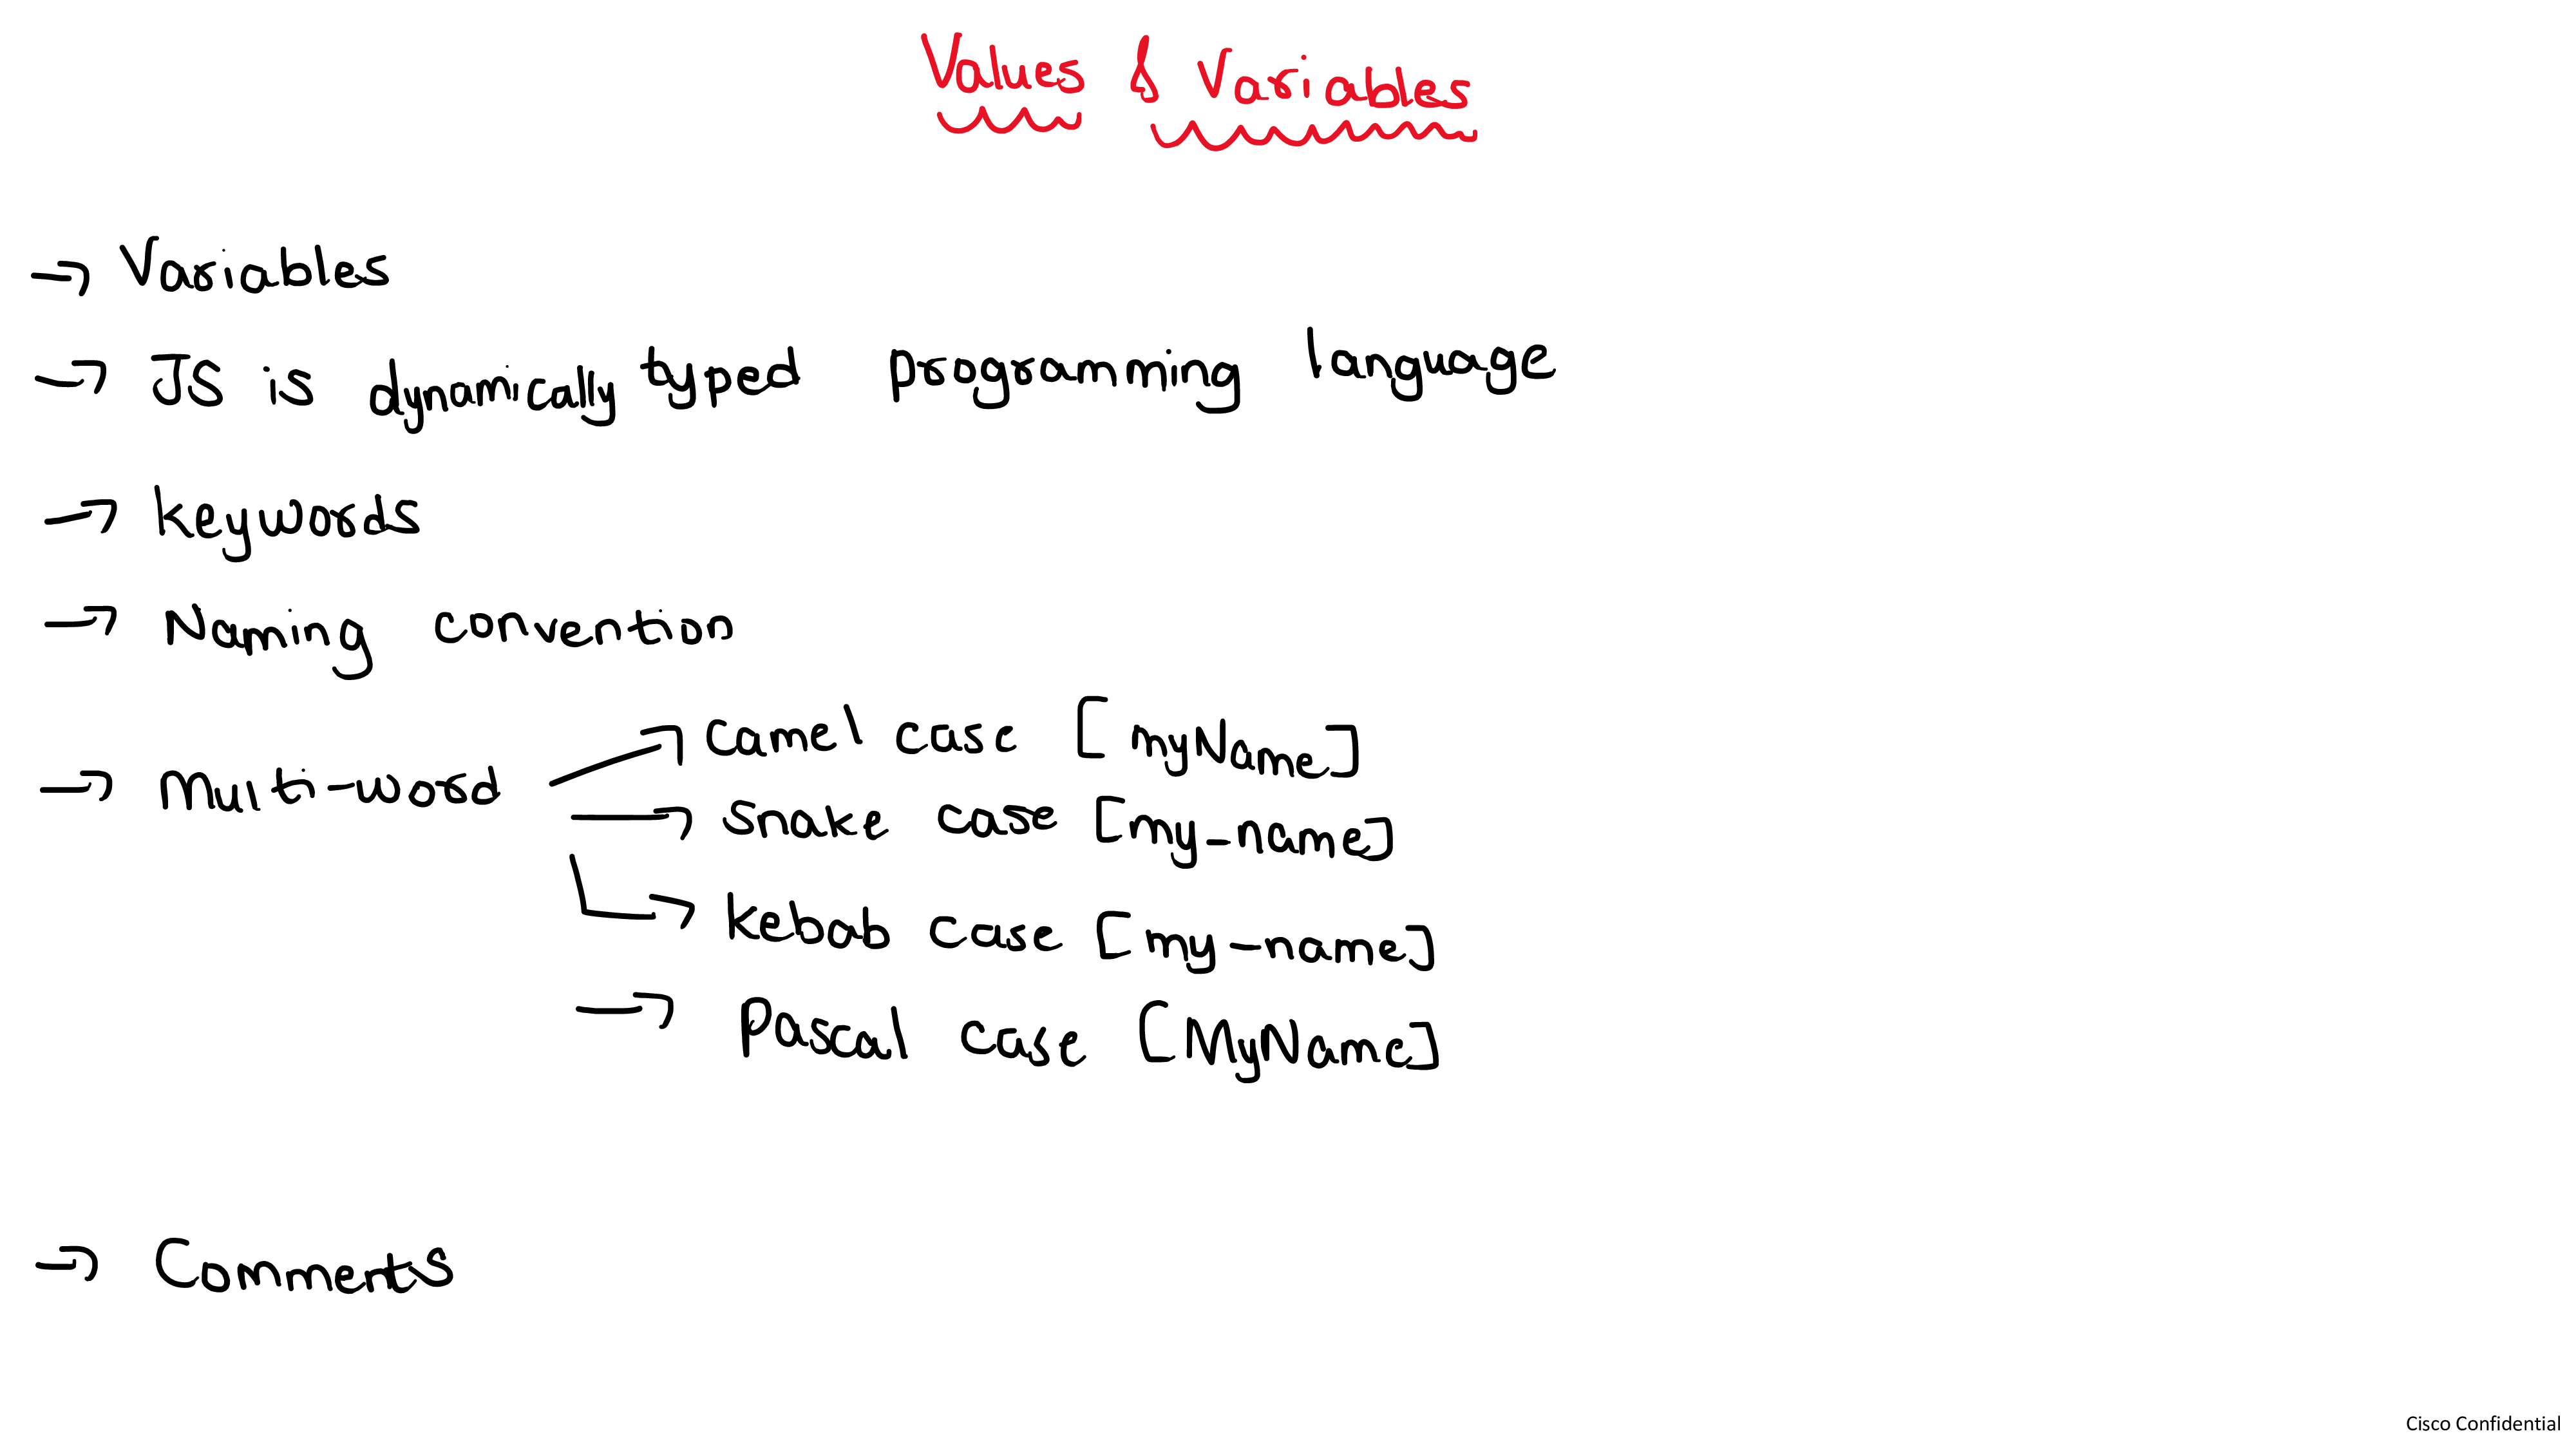 Values & Variables
→ Variables
→ JS is dynamically typed programming language
→ keywords
→ Naming convention
→ Multi-word → camel case [myName]
→ snake case [my_name]
→ kebab case [my-name]
→ Pascal case [MyName]
→ Comments
Cisco Confidential